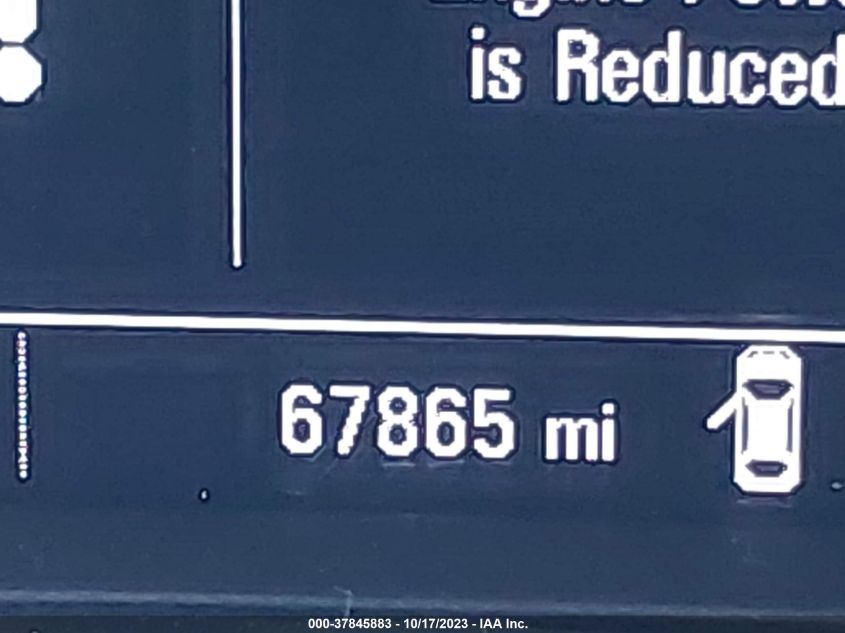 is Reduced
67865 mi
000-37845883 - 10/17/2023 - IAA Inc.